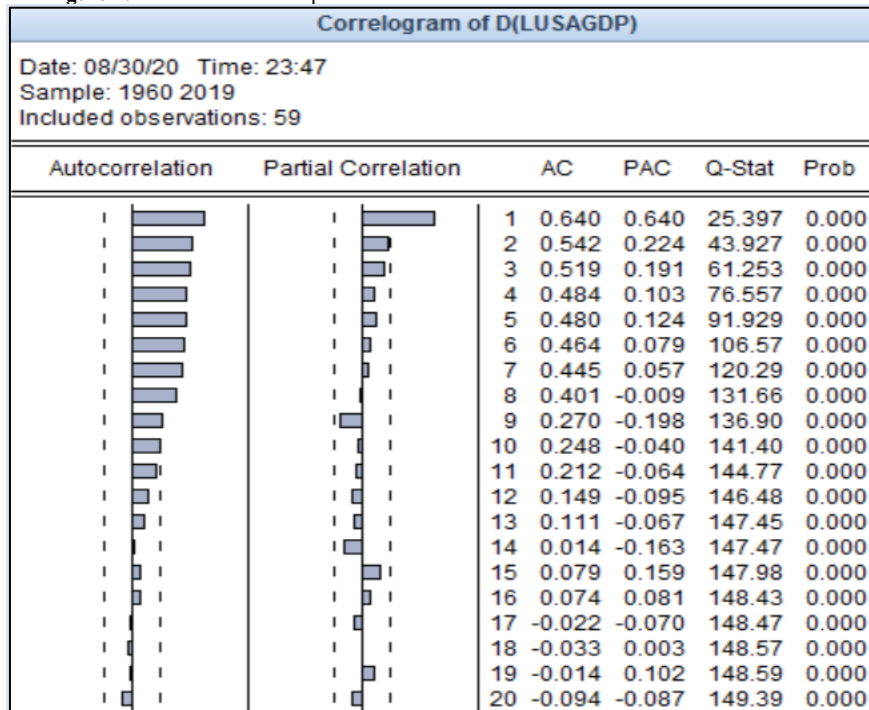 Correlogram of D(LUSAGDP)
Date: 08/30/20 Time: 23:47
Sample: 1960 2019
Included observations: 59
Autocorrelation Partial Correlation AC PAC Q-Stat Prob
1 0.640 0.640 25.397 0.000
2 0.542 0.224 43.927 0.000
3 0.519 0.191 61.253 0.000
4 0.484 0.103 76.557 0.000
5 0.480 0.124 91.929 0.000
6 0.464 0.079 106.57 0.000
7 0.445 0.057 120.29 0.000
8 0.401 -0.009 131.66 0.000
9 0.270 -0.198 136.90 0.000
10 0.248 -0.040 141.40 0.000
11 0.212 -0.064 144.77 0.000
12 0.149 -0.095 146.48 0.000
13 0.111 -0.067 147.45 0.000
14 0.014 -0.163 147.47 0.000
15 0.079 0.159 147.98 0.000
16 0.074 0.081 148.43 0.000
17 -0.022 -0.070 148.47 0.000
18 -0.033 0.003 148.57 0.000
19 -0.014 0.102 148.59 0.000
20 -0.094 -0.087 149.39 0.000